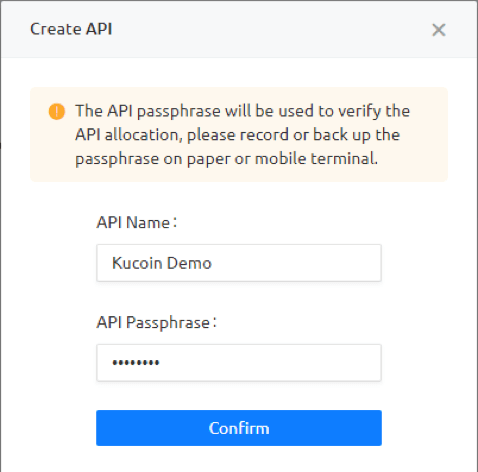 Create API
The API passphrase will be used to verify the
API allocation, please record or back up the
passphrase on paper or mobile terminal.
API Name:
Kucoin Demo
API Passphrase:
••••••••
Confirm